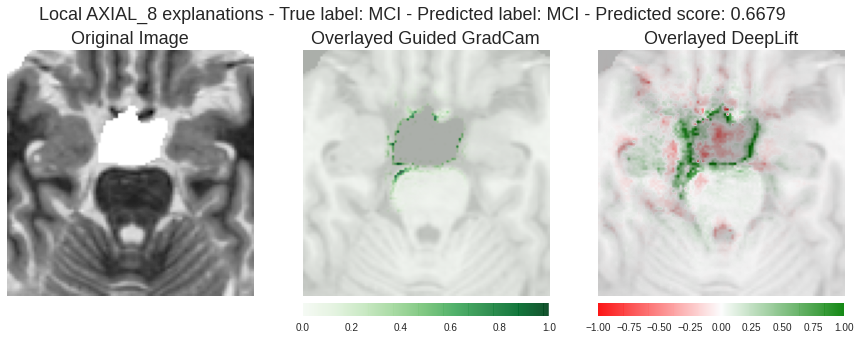 Local AXIAL_8 explanations - True label: MCI - Predicted label: MCI - Predicted score: 0.6679
Original Image
Overlayed Guided GradCam
Overlayed DeepLift
0.0 0.2 0.4 0.6 0.8 1.0
−1.00 −0.75 −0.50 −0.25 0.00 0.25 0.50 0.75 1.00